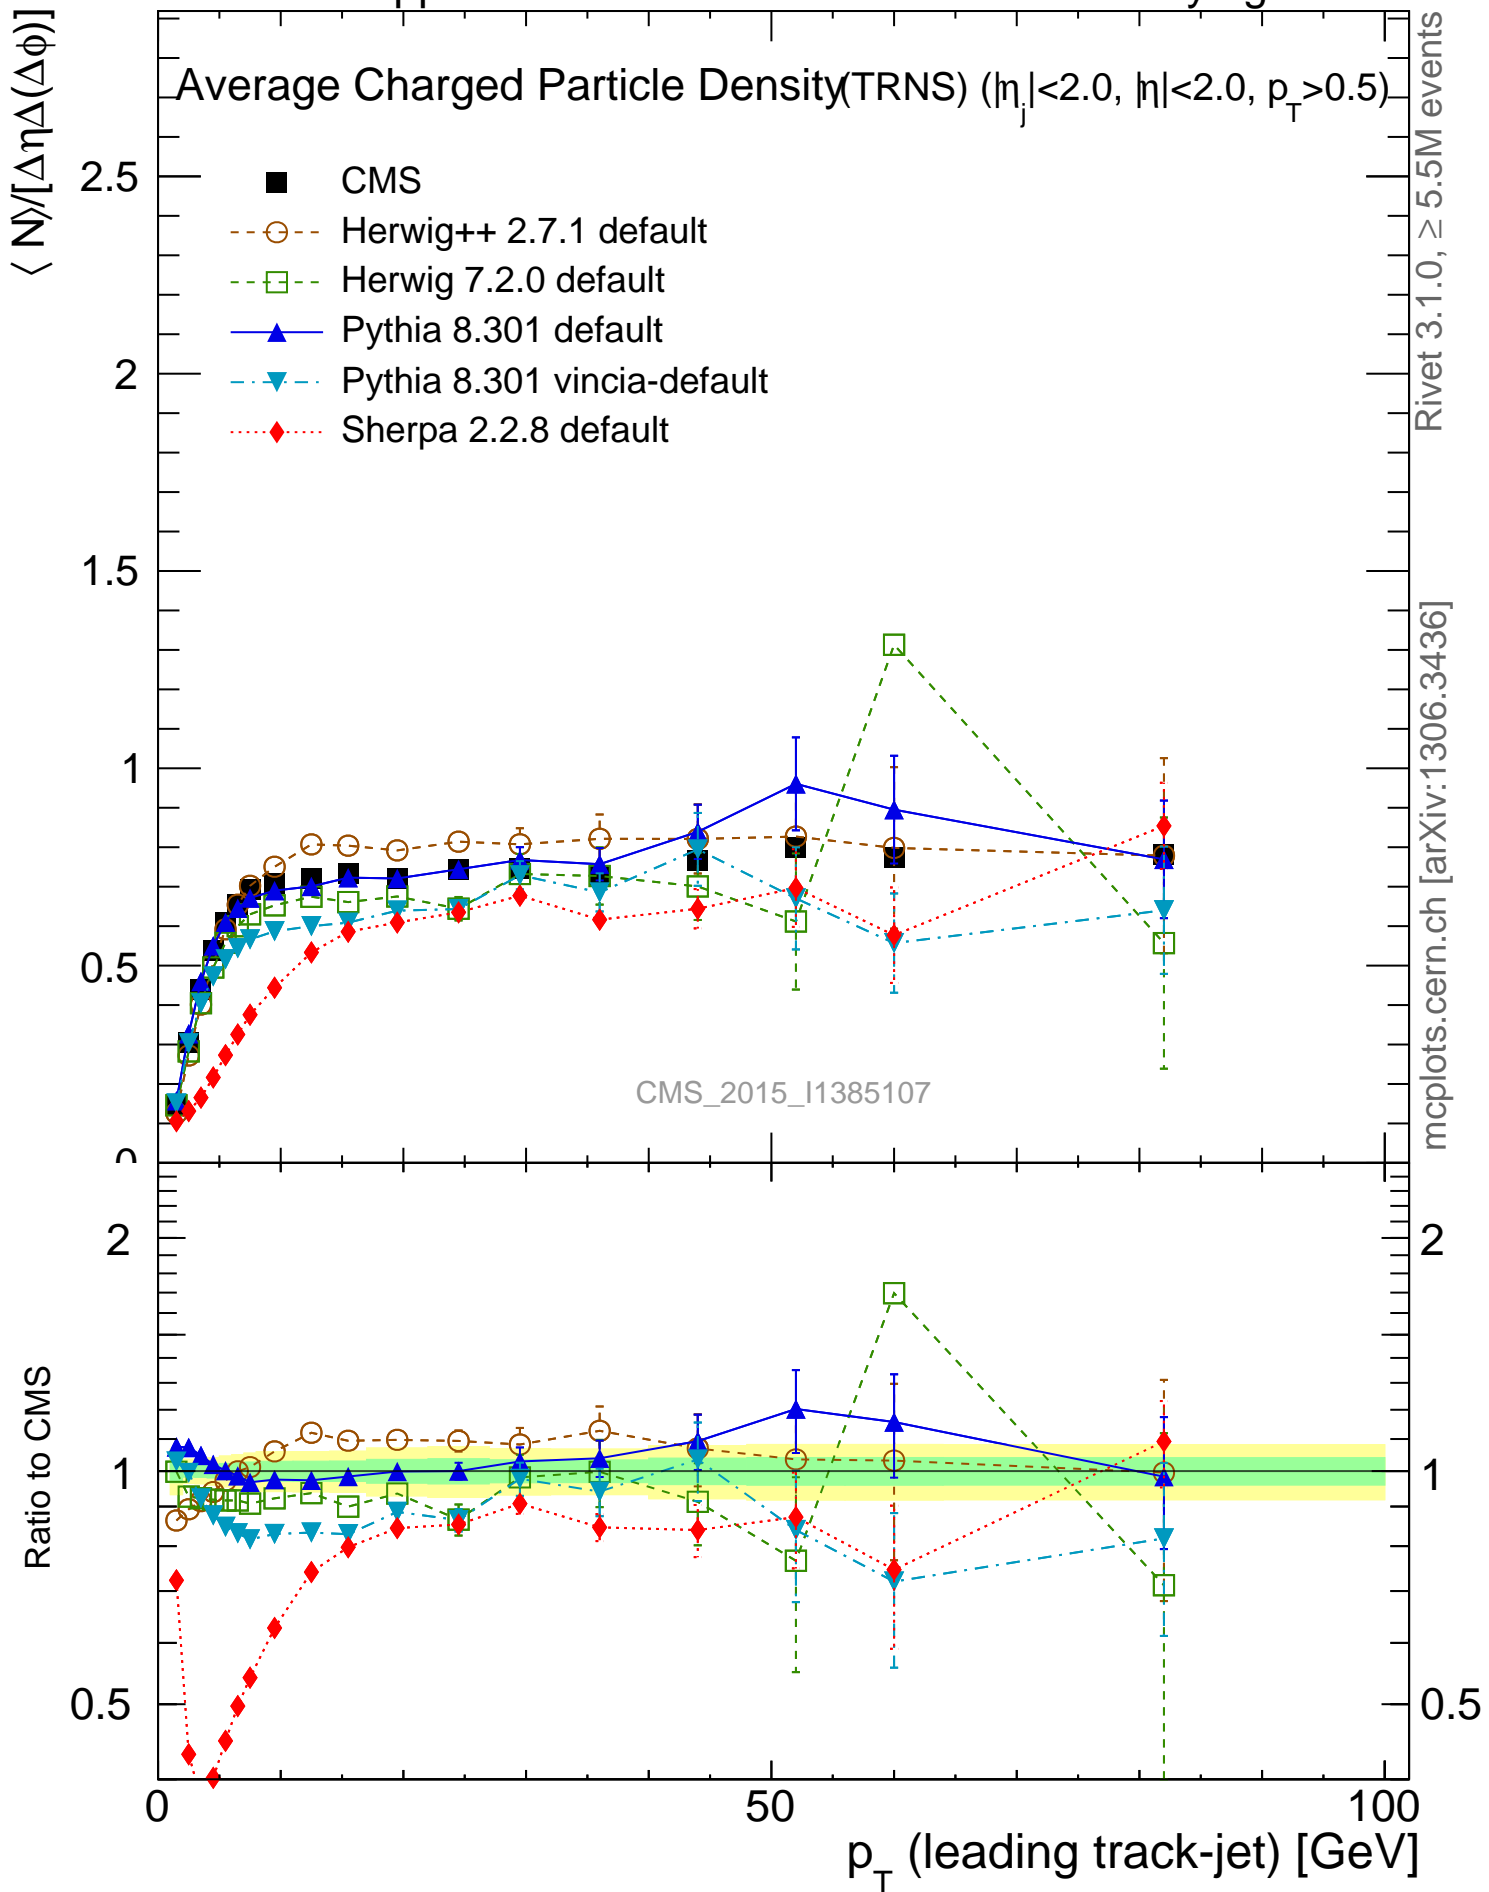 pp
⟨ N⟩/[ΔηΔ(Δϕ)]
Average Charged Particle Density(TRNS) (|η_j|<2.0, |η|<2.0, p_T>0.5)
CMS
Herwig++ 2.7.1 default
Herwig 7.2.0 default
Pythia 8.301 default
Pythia 8.301 vincia-default
Sherpa 2.2.8 default
2.5
2
1.5
1
0.5
0
CMS_2015_I1385107
Rivet 3.1.0, ≥ 5.5M events
mcplots.cern.ch [arXiv:1306.3436]
Ratio to CMS
2
1
0.5
2
1
0.5
0
50
100
p_T (leading track-jet) [GeV]